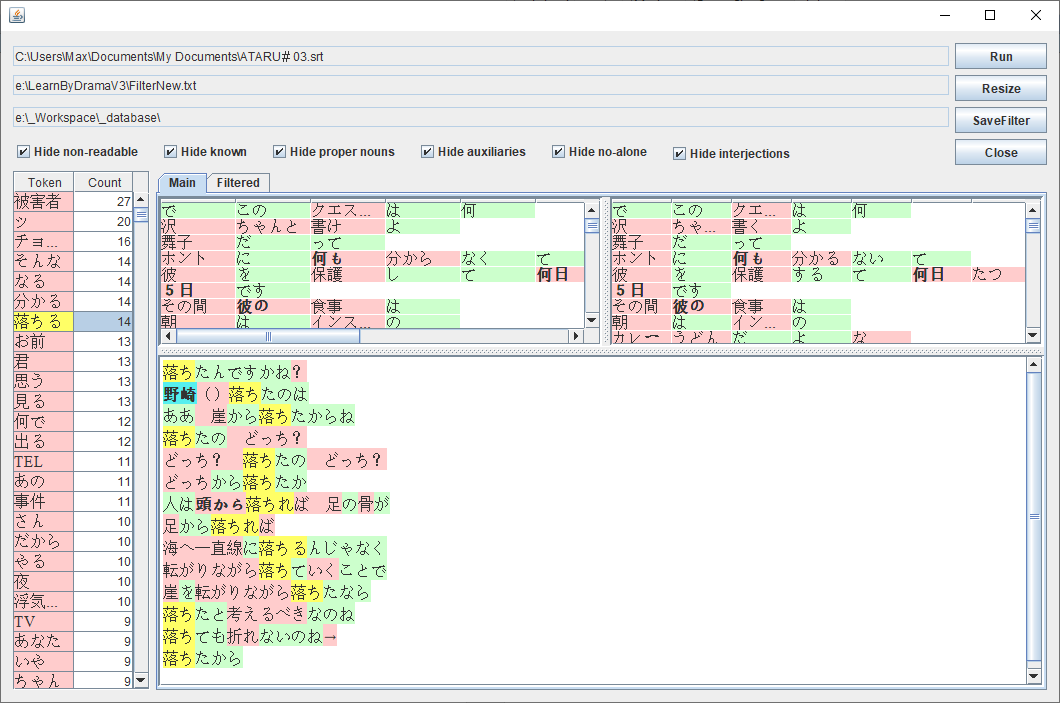 C:\Users\Max\Documents\My Documents\ATARU# 03.srt
Run
e:\LearnByDramaV3\FilterNew.txt
Resize
e:\_Workspace\_database\
SaveFilter
Hide non-readable Hide known Hide proper nouns Hide auxiliaries Hide no-alone Hide interjections
Close
Token Count
被害者 27
ッ 20
チョ... 16
そんな 14
なる 14
分かる 14
落ちる 14
お前 13
君 13
思う 13
見る 13
何で 12
出る 12
TEL 11
あの 11
事件 11
さん 10
だから 10
やる 10
夜 10
浮気... 10
TV 9
あなた 9
いや 9
ちゃん 9
Main Filtered
で この クエス... は 何
沢 ちゃんと 書け よ
舞子 だ って
ホント に 何も 分から なく て
彼 を 保護 し て 何日
５日 です
その間 彼の 食事 は
朝 は インス... の
で この クエ... は 何
沢 ちゃ... 書く よ
舞子 だ って
ホント に 何も 分かる ない て
彼 を 保護 する て 何日 たつ
５日 です
その間 彼の 食事 は
朝 は イン... の
カレー うどん だ よ な
落ちたんですかね？
野崎（）落ちたのは
ああ　崖から落ちたからね
落ちたの　どっち？
どっち？　落ちたの　どっち？
どっちから落ちたか
人は頭から落ちれば　足の骨が
足から落ちれば
海へ一直線に落ちるんじゃなく
転がりながら落ちていくことで
崖を転がりながら落ちたなら
落ちたと考えるべきなのね
落ちても折れないのね→
落ちたから